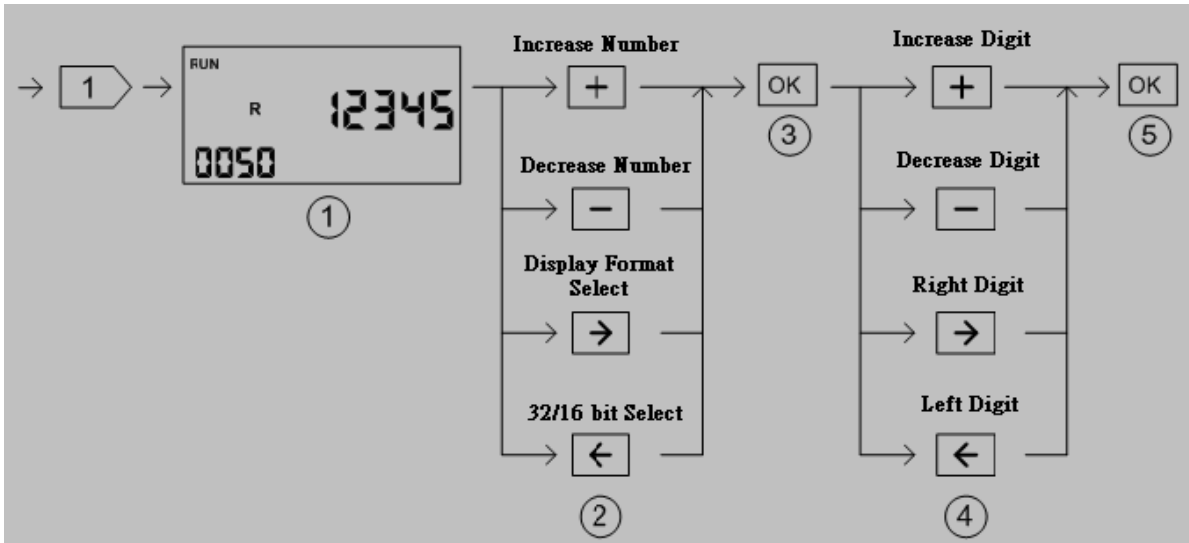 1
RUN
R
12345
0050
1
Increase Number
+
Decrease Number
−
Display Format
Select
→
32/16 bit Select
←
2
OK
3
Increase Digit
+
Decrease Digit
−
Right Digit
→
Left Digit
←
4
OK
5